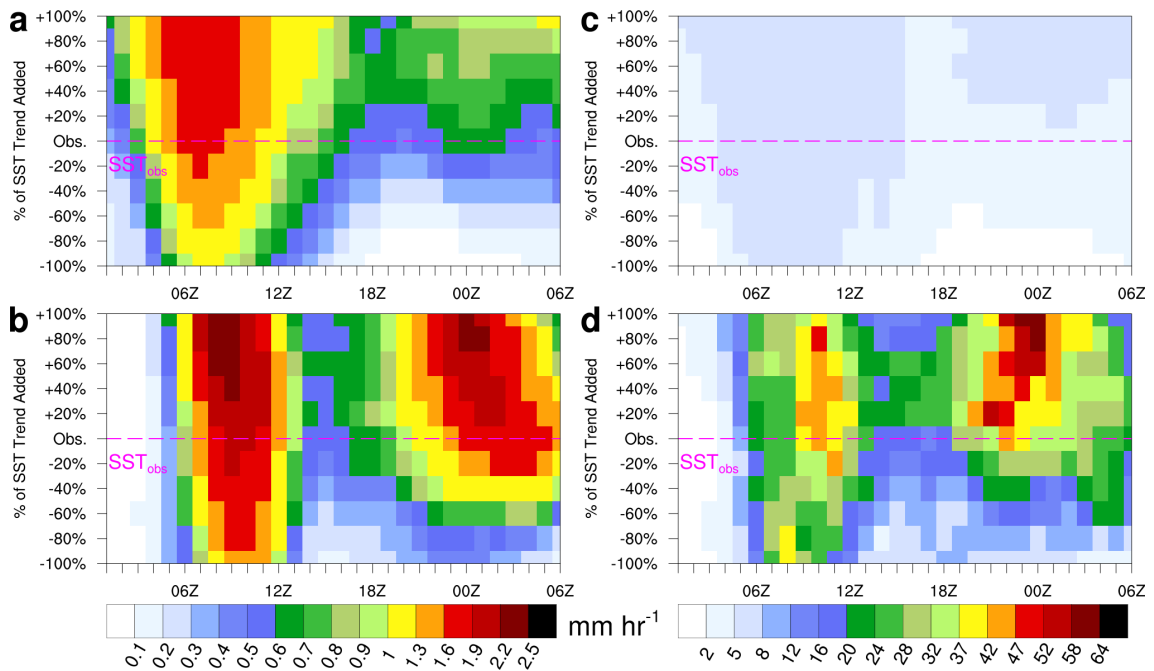 a
% of SST Trend Added
+100%
+80%
+60%
+40%
+20%
Obs.
-20%
-40%
-60%
-80%
-100%
SSTobs
06Z 12Z 18Z 00Z 06Z
c
% of SST Trend Added
+100%
+80%
+60%
+40%
+20%
Obs.
-20%
-40%
-60%
-80%
-100%
SSTobs
06Z 12Z 18Z 00Z 06Z
b
% of SST Trend Added
+100%
+80%
+60%
+40%
+20%
Obs.
-20%
-40%
-60%
-80%
-100%
SSTobs
06Z 12Z 18Z 00Z 06Z
d
% of SST Trend Added
+100%
+80%
+60%
+40%
+20%
Obs.
-20%
-40%
-60%
-80%
-100%
SSTobs
06Z 12Z 18Z 00Z 06Z
0.1 0.2 0.3 0.4 0.5 0.6 0.7 0.8 0.9 1 1.3 1.6 1.9 2.2 2.5
mm hr-1
2 5 8 12 16 20 24 28 32 37 42 47 52 58 64